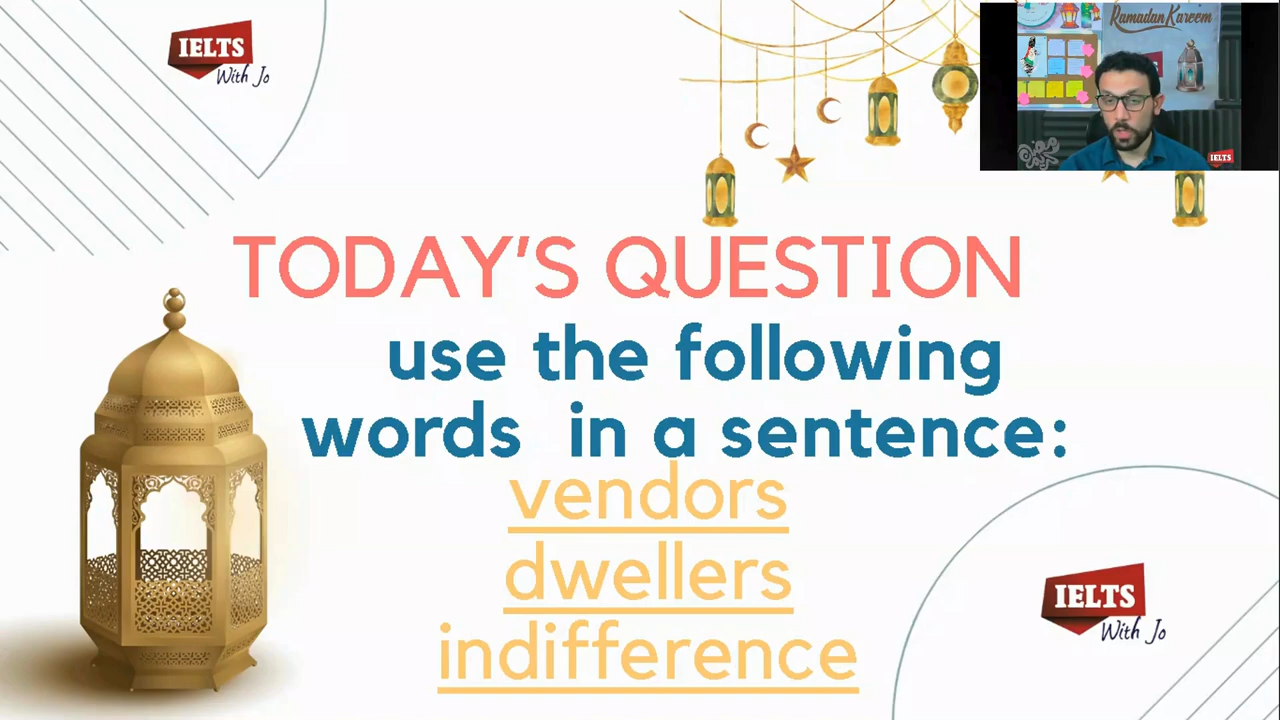 IELTS
With Jo
Ramadan Kareem
IELTS
TODAY'S QUESTION
use the following
words in a sentence:
vendors
dwellers
indifference
IELTS
With Jo